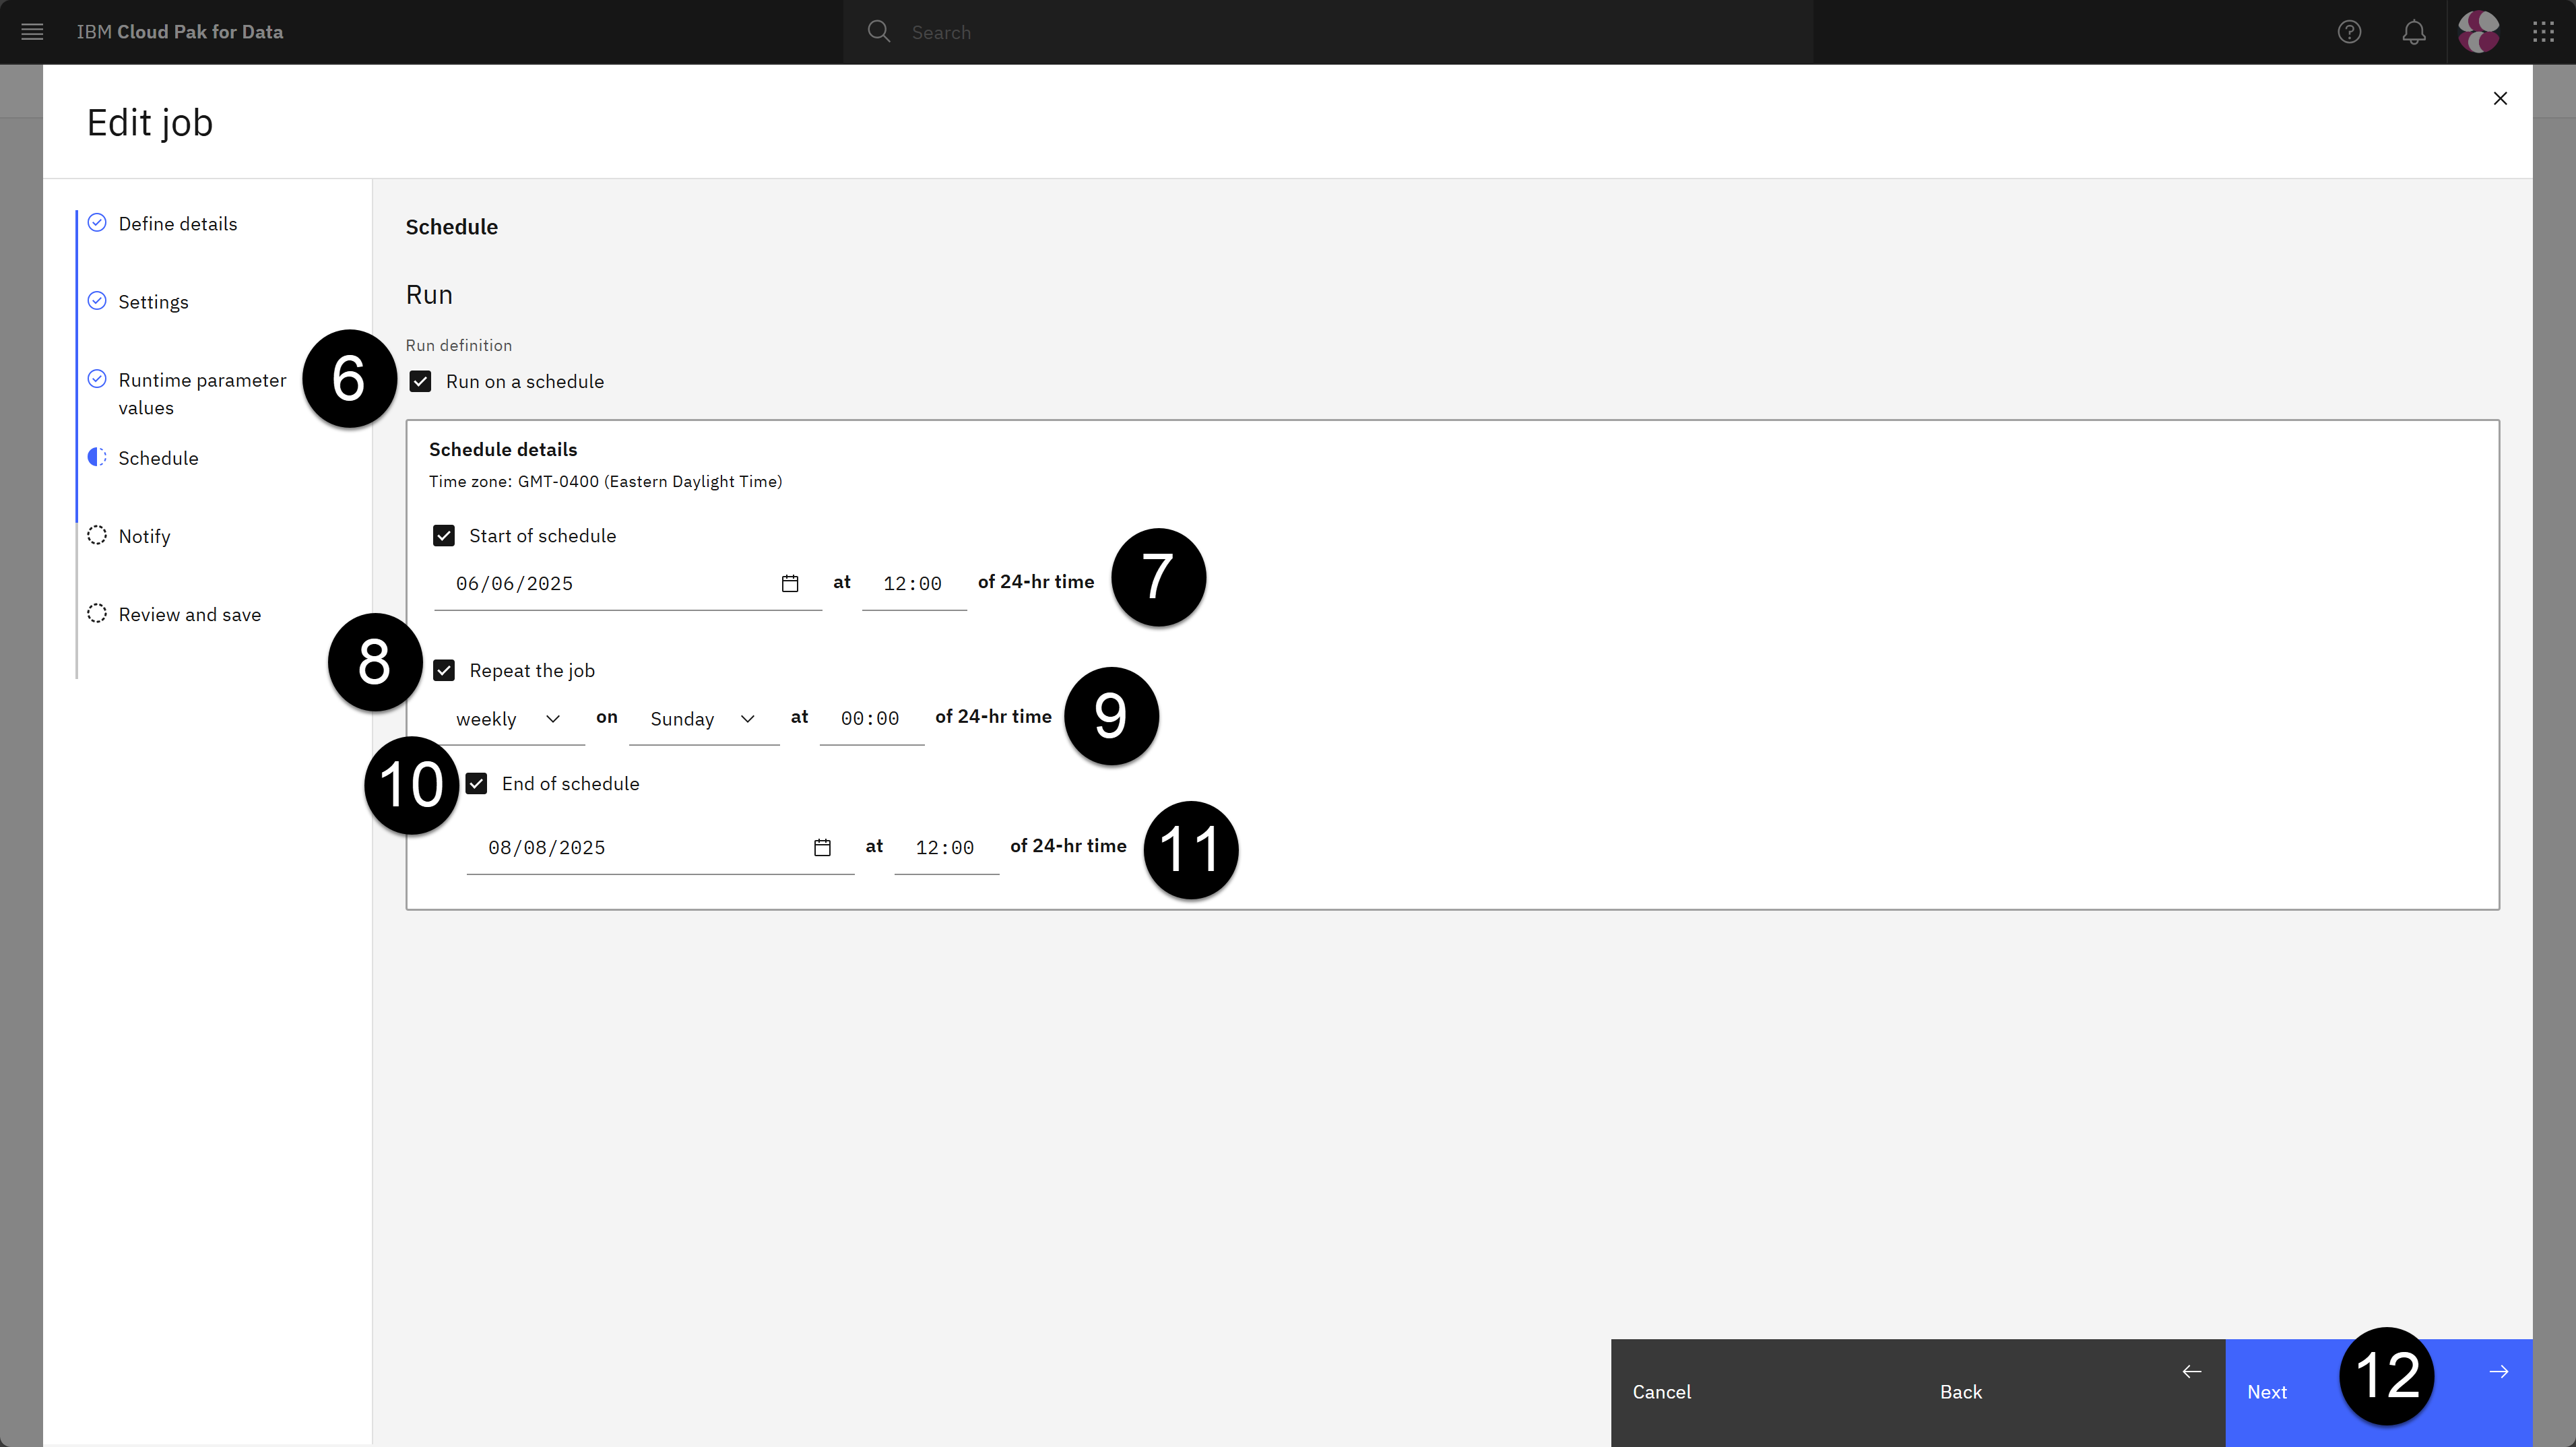 IBM Cloud Pak for Data
Search
Edit job
Define details
Settings
Runtime parameter
values
Schedule
Notify
Review and save
Schedule
Run
Run definition
6
Run on a schedule
Schedule details
Time zone: GMT-0400 (Eastern Daylight Time)
Start of schedule
06/06/2025 at 12:00 of 24-hr time 7
8 Repeat the job
weekly on Sunday at 00:00 of 24-hr time 9
10 End of schedule
08/08/2025 at 12:00 of 24-hr time 11
Cancel Back Next 12